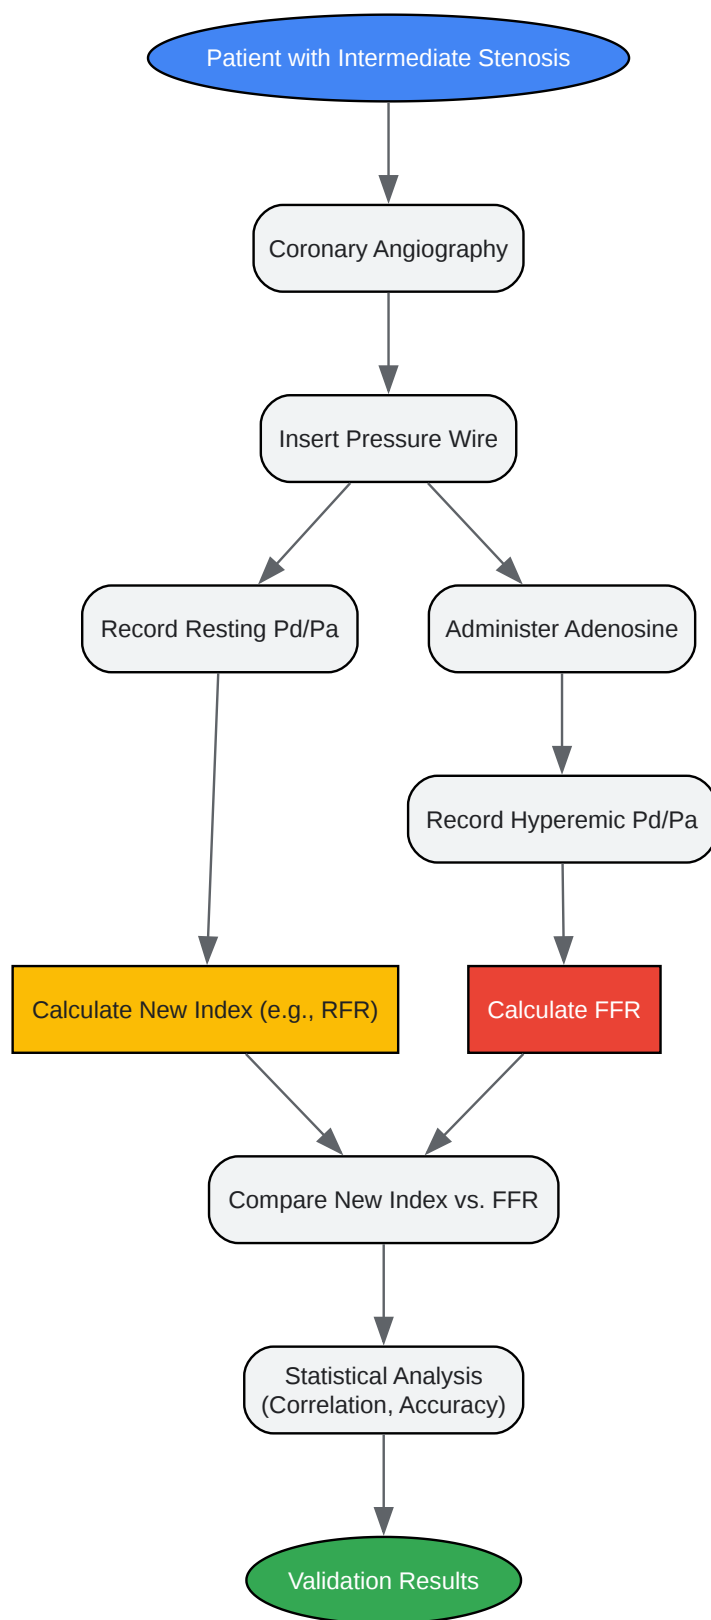 Patient with Intermediate Stenosis
Coronary Angiography
Insert Pressure Wire
Record Resting Pd/Pa
Administer Adenosine
Record Hyperemic Pd/Pa
Calculate New Index (e.g., RFR)
Calculate FFR
Compare New Index vs. FFR
Statistical Analysis
(Correlation, Accuracy)
Validation Results